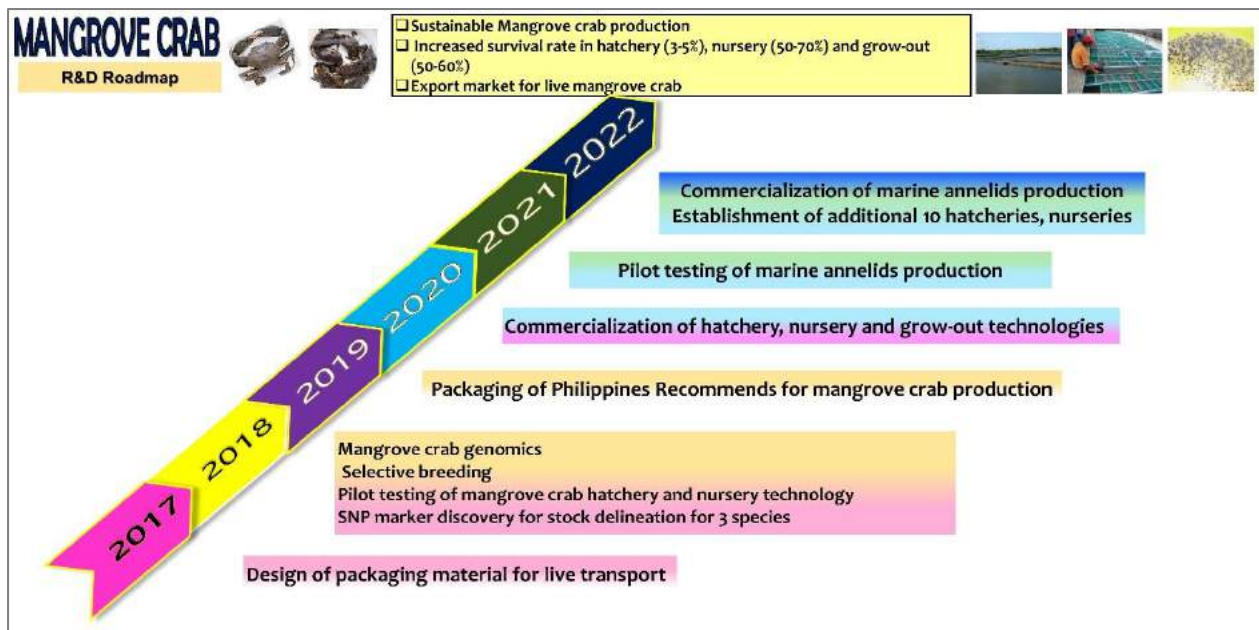 MANGROVE CRAB
R&D Roadmap
❑Sustainable Mangrove crab production
❑Increased survival rate in hatchery (3-5%), nursery (50-70%) and grow-out
(50-60%)
❑Export market for live mangrove crab
2022
Commercialization of marine annelids production
Establishment of additional 10 hatcheries, nurseries
2021
Pilot testing of marine annelids production
2020
Commercialization of hatchery, nursery and grow-out technologies
2019
Packaging of Philippines Recommends for mangrove crab production
2018
Mangrove crab genomics
Selective breeding
Pilot testing of mangrove crab hatchery and nursery technology
SNP marker discovery for stock delineation for 3 species
2017
Design of packaging material for live transport